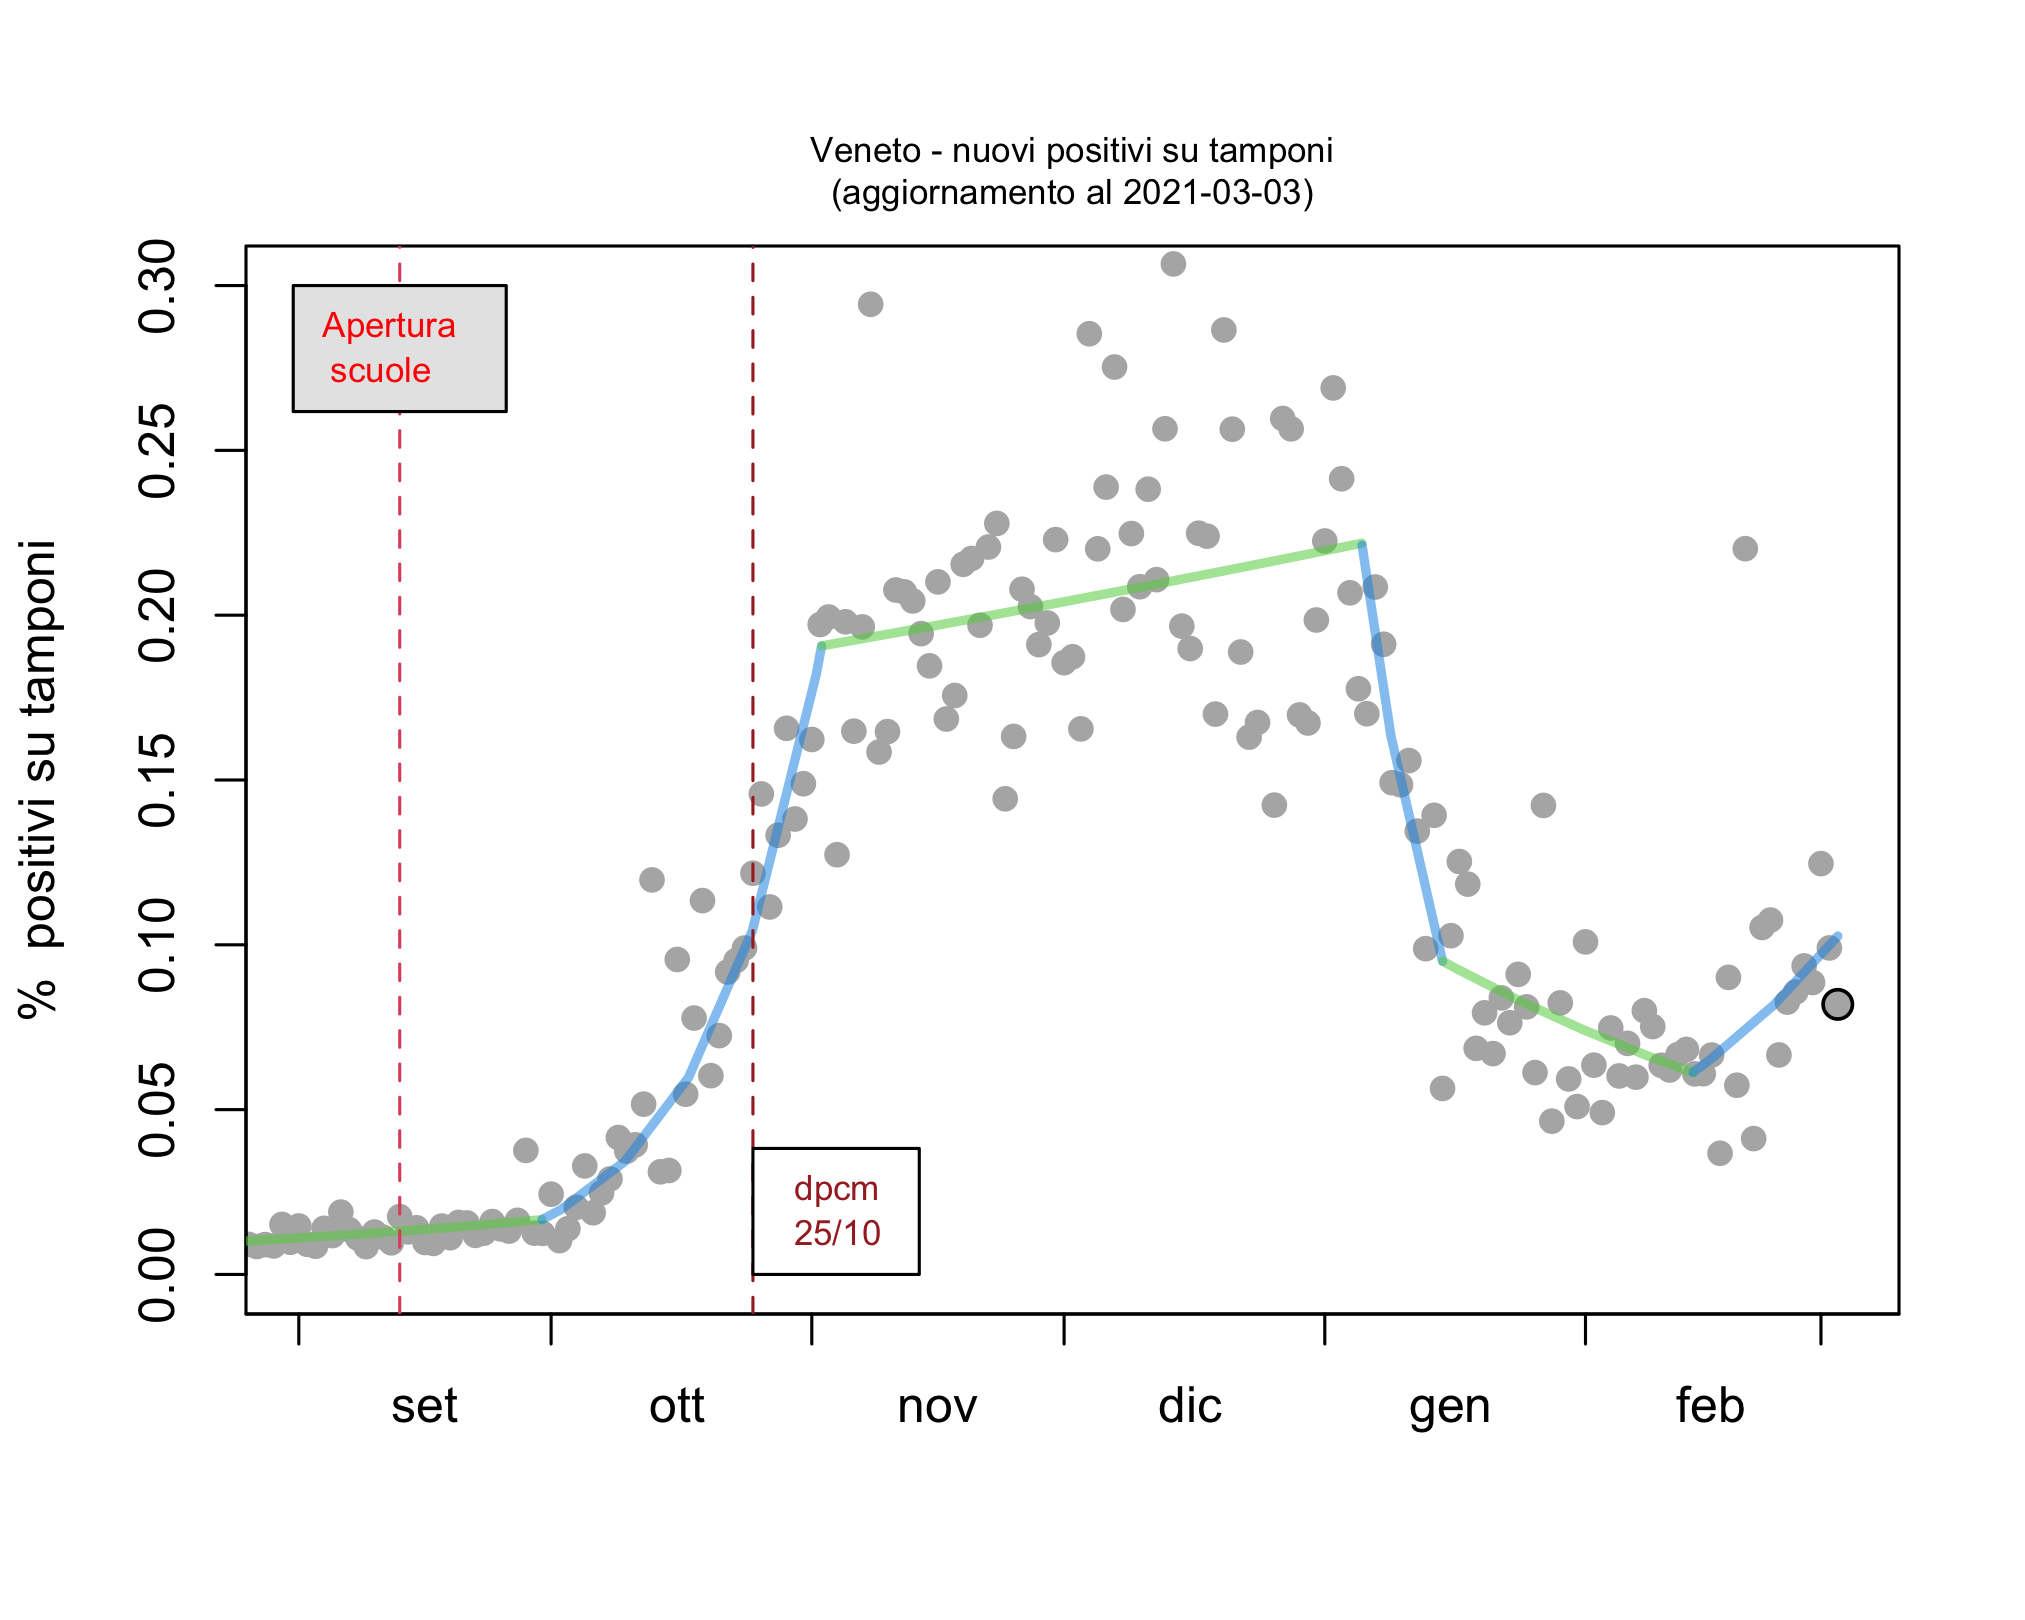 Veneto - nuovi positivi su tamponi
(aggiornamento al 2021-03-03)
% positivi su tamponi
0.30
0.25
0.20
0.15
0.10
0.05
0.00
Apertura
scuole
dpcm
25/10
set
ott
nov
dic
gen
feb